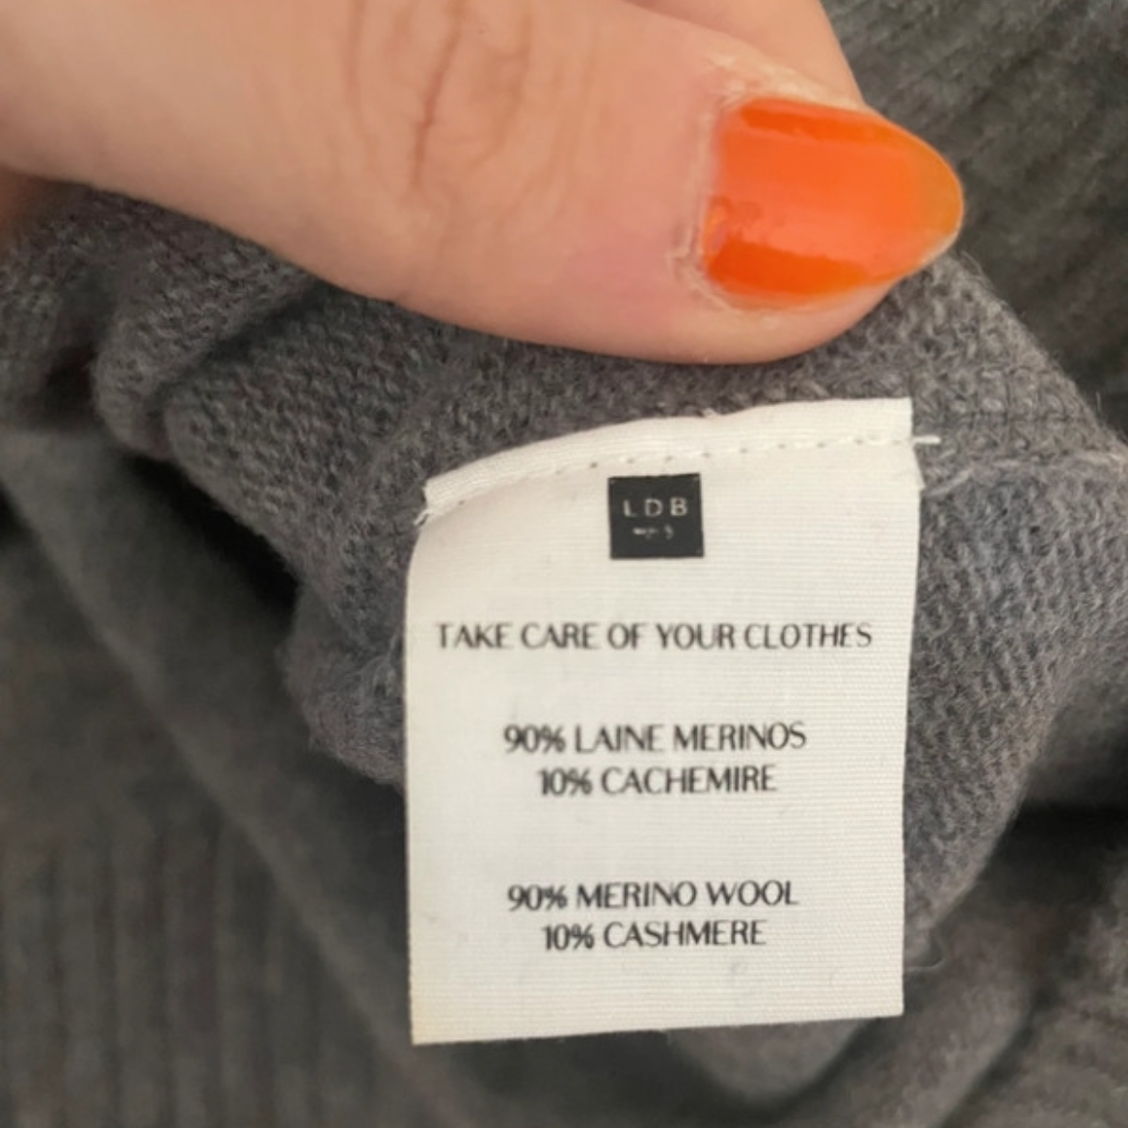 LDB
TAKE CARE OF YOUR CLOTHES
90% LAINE MERINOS
10% CACHEMIRE
90% MERINO WOOL
10% CASHMERE